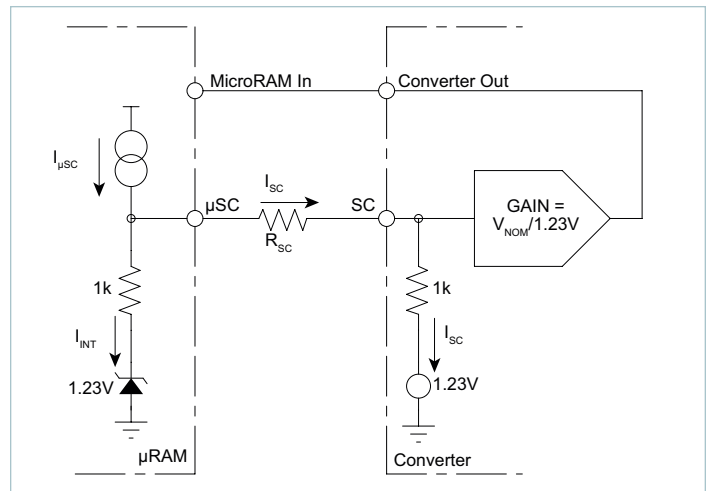 MicroRAM In
Converter Out
IµSC
ISC
µSC
SC
RSC
GAIN =
VNOM/1.23V
1k
1k
IINT
ISC
1.23V
1.23V
µRAM
Converter